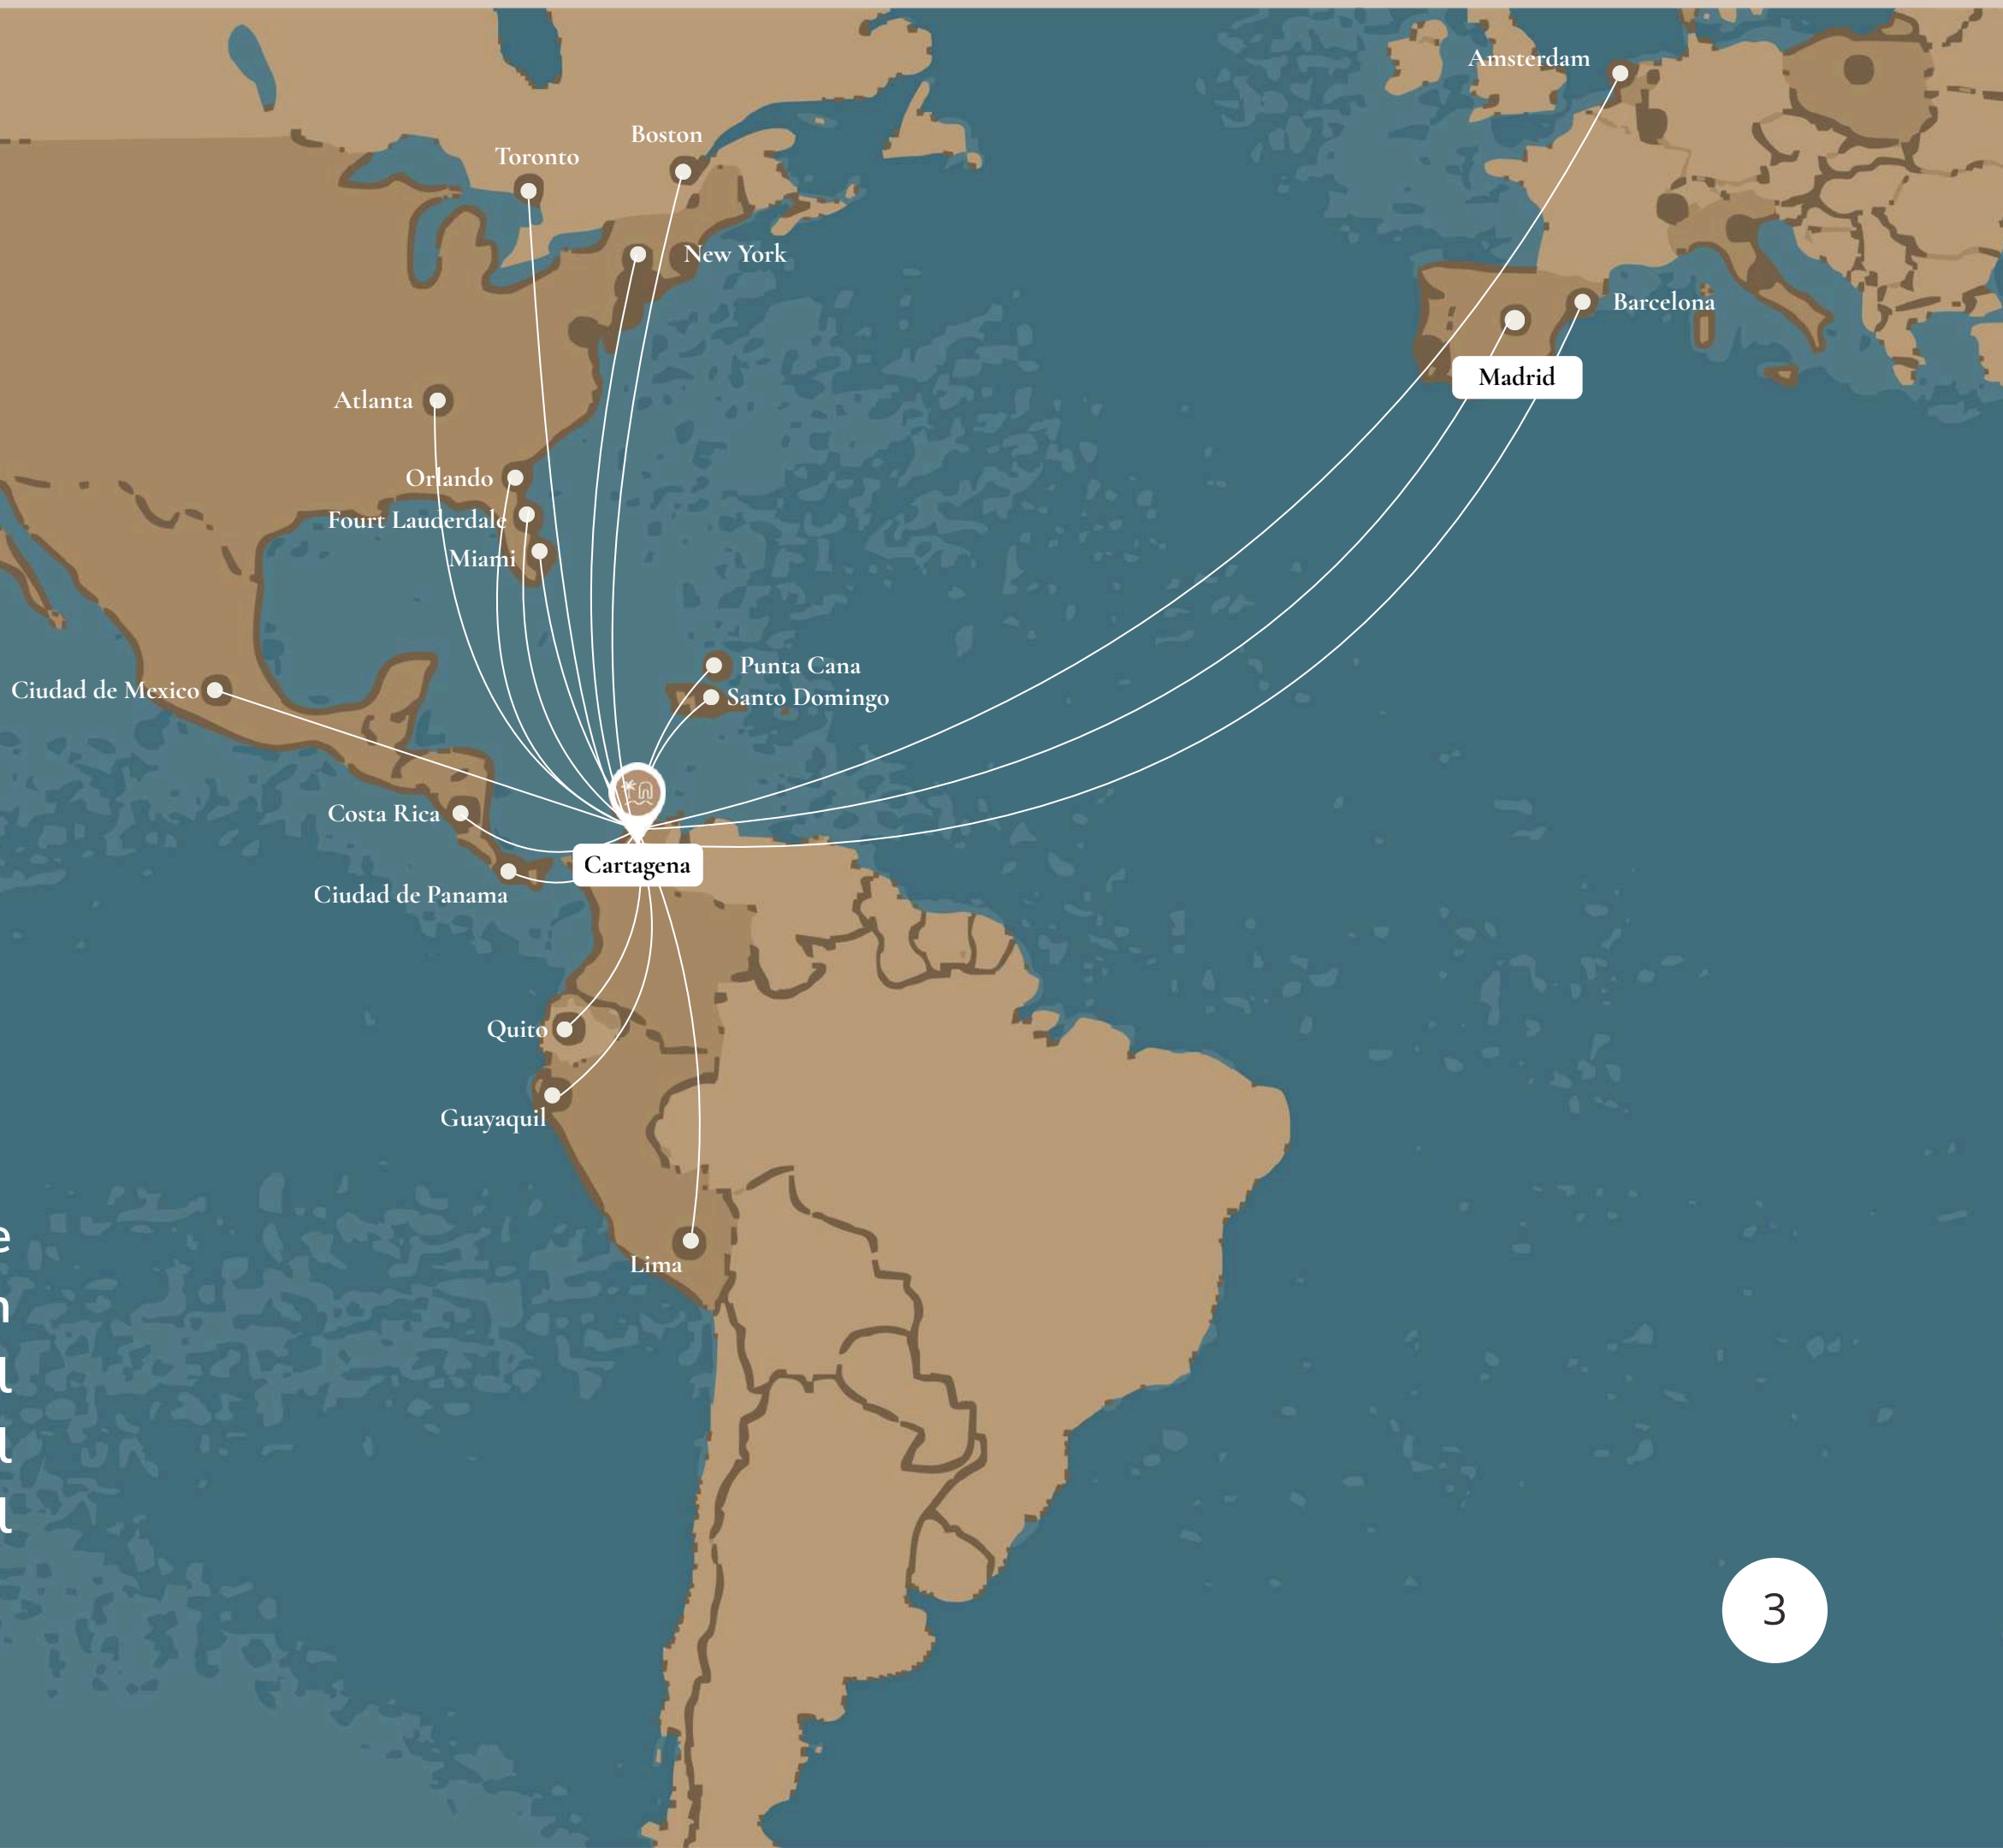 Amsterdam
Boston
Toronto
New York
Barcelona
Madrid
Atlanta
Orlando
Fourt Lauderdale
Miami
Punta Cana
Ciudad de Mexico
Santo Domingo
Costa Rica
Cartagena
Ciudad de Panama
Quito
Guayaquil
e
Lima
n
l
l
l
3